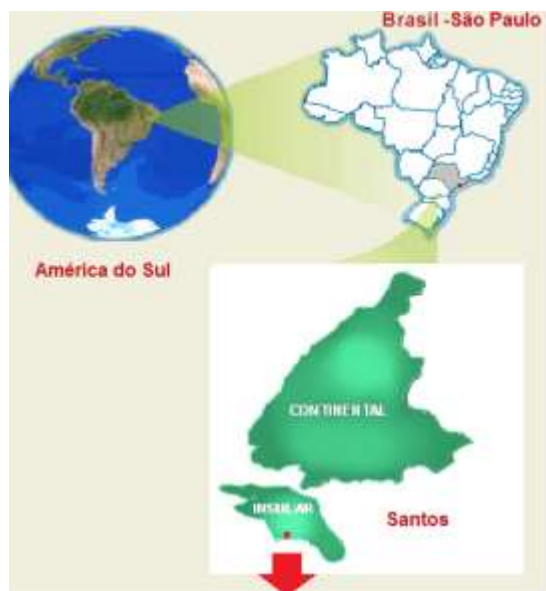 Brasil -São Paulo
América do Sul
CONTINENTAL
INSULAR
Santos